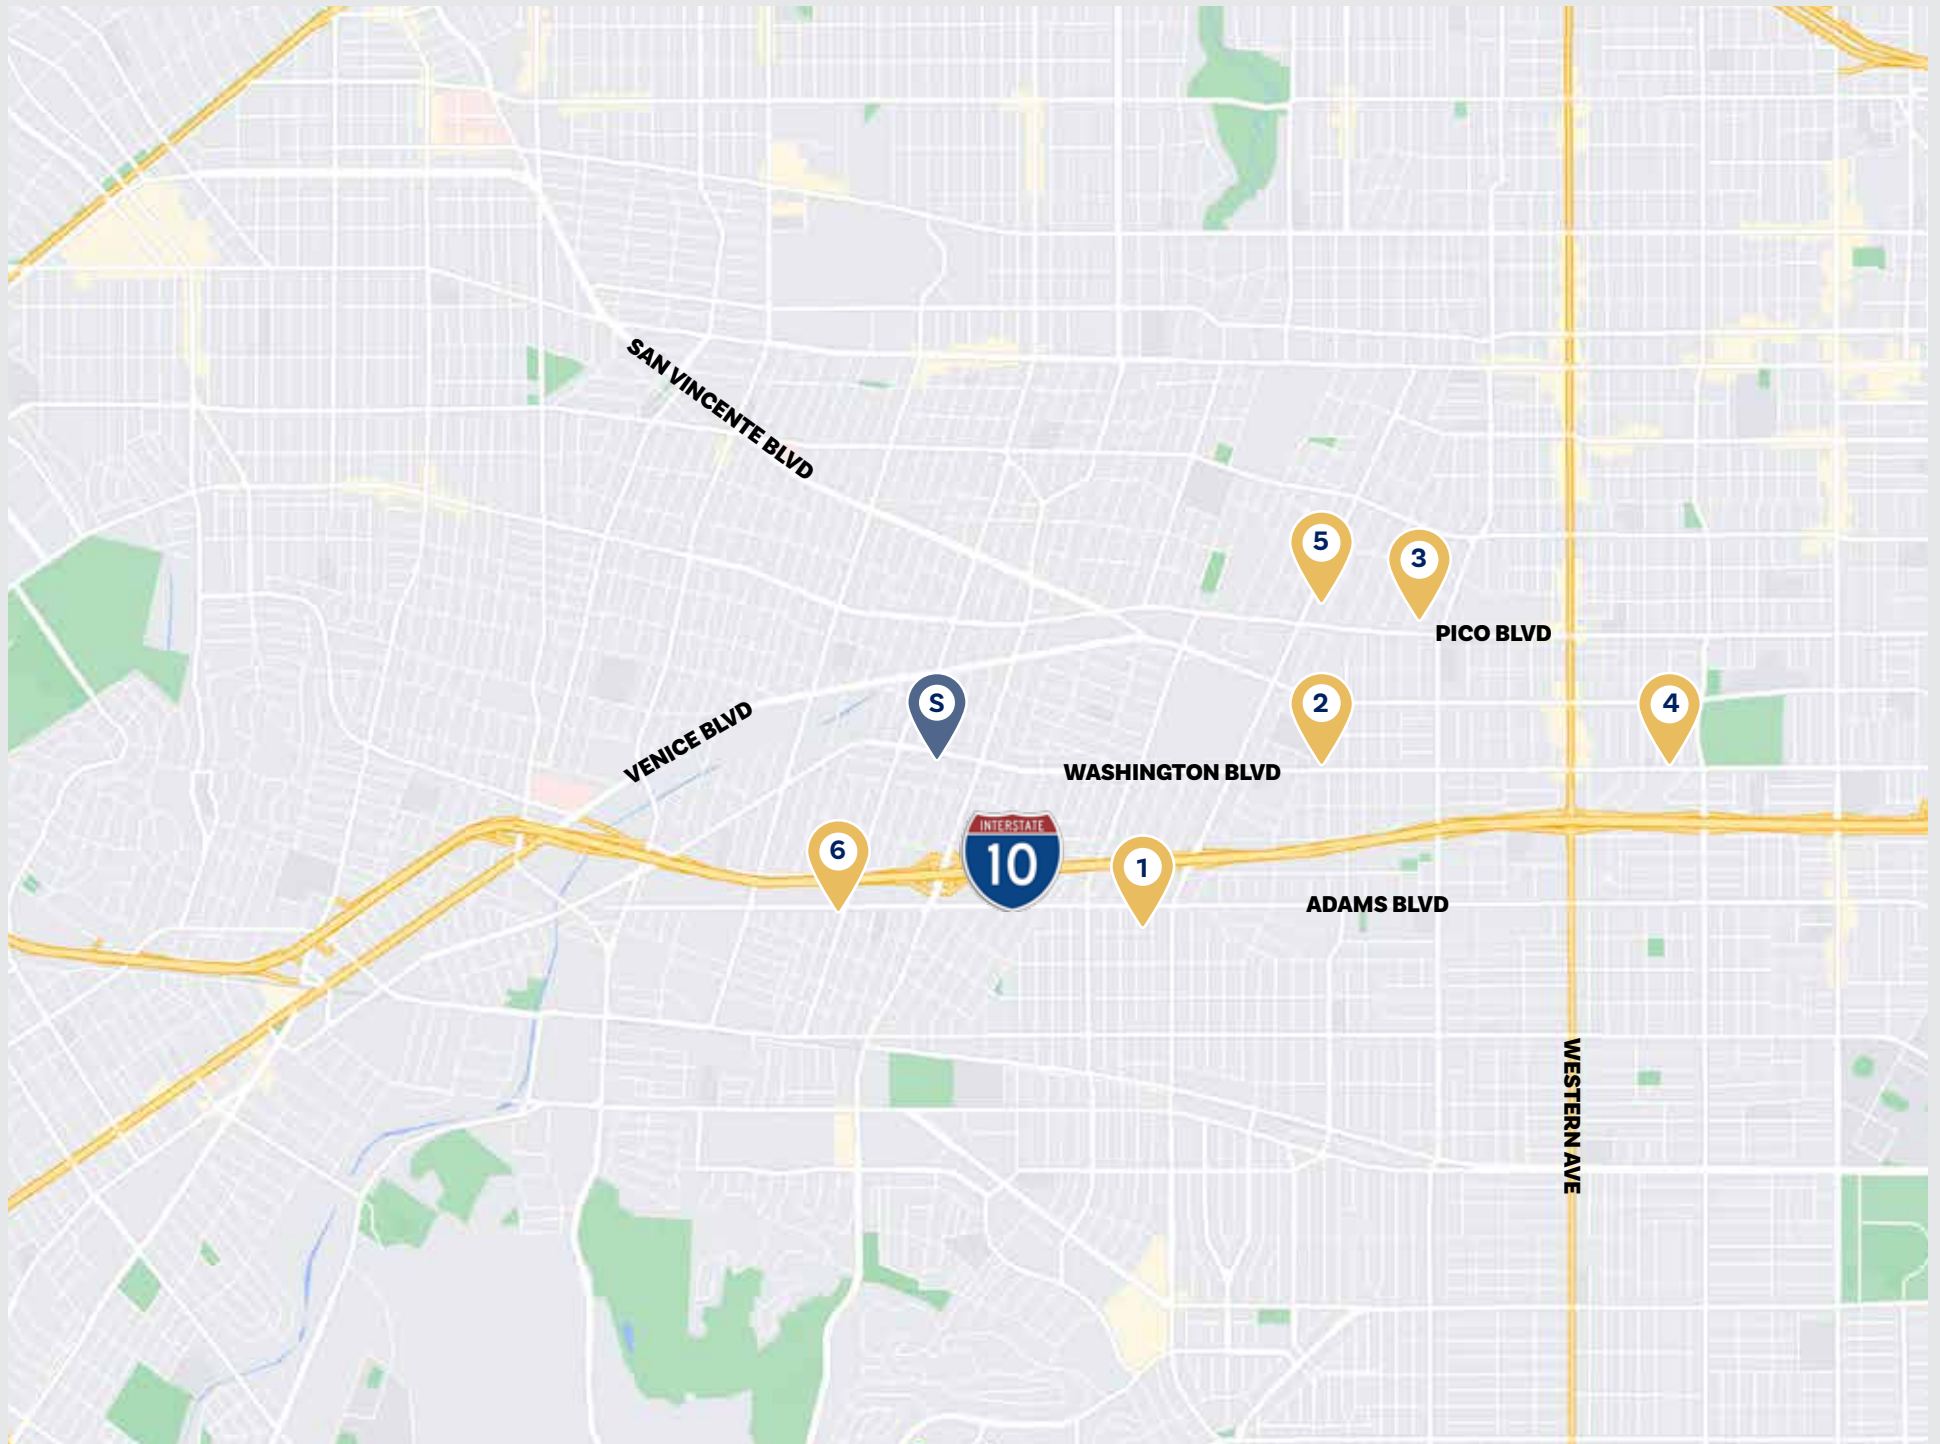 SAN VINCENTE BLVD
5
3
PICO BLVD
S
2
4
VENICE BLVD
WASHINGTON BLVD
INTERSTATE
10
6
1
ADAMS BLVD
WESTERN AVE